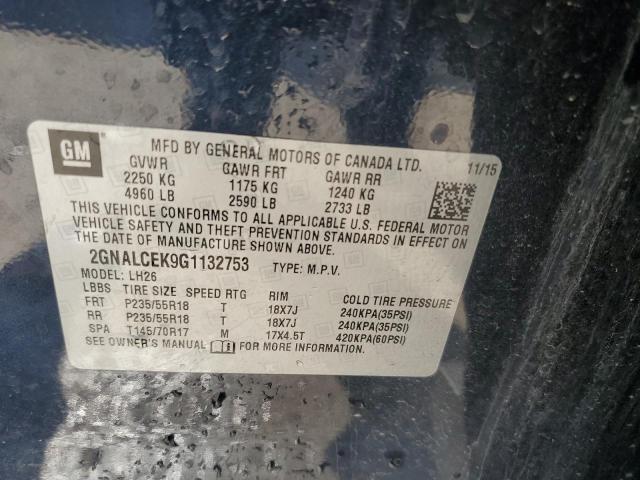 GM
MFD BY GENERAL MOTORS OF CANADA LTD. 11/15
GVWR GAWR FRT GAWR RR
2250 KG 1175 KG 1240 KG
4960 LB 2590 LB 2733 LB
THIS VEHICLE CONFORMS TO ALL APPLICABLE U.S. FEDERAL MOTOR
VEHICLE SAFETY AND THEFT PREVENTION STANDARDS IN EFFECT ON
THE DATE OF MANUFACTURE SHOWN ABOVE.
2GNALCEK9G1132753 TYPE: M.P.V.
MODEL: LH26
LBBS TIRE SIZE SPEED RTG RIM COLD TIRE PRESSURE
FRT P235/55R18 T 18X7J 240KPA(35PSI)
RR P235/55R18 T 18X7J 240KPA(35PSI)
SPA T145/70R17 M 17X4.5T 420KPA(60PSI)
SEE OWNER'S MANUAL FOR MORE INFORMATION